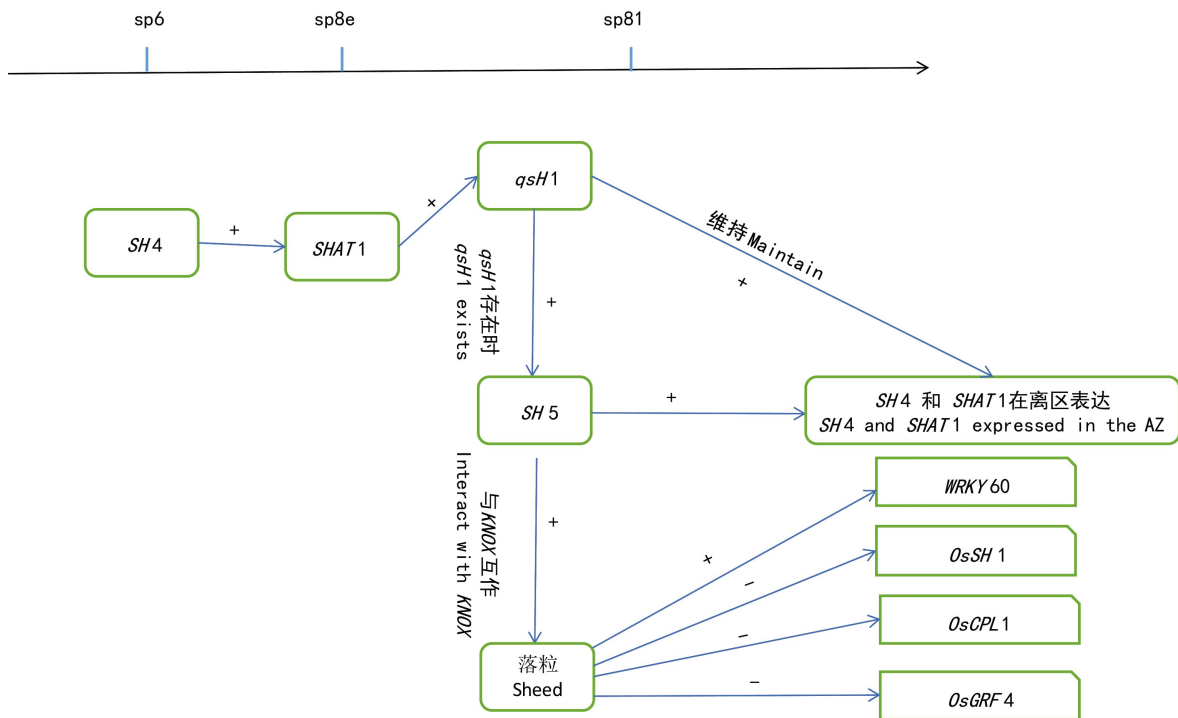 sp6
sp8e
sp81
qsH1
SH4
+
SHAT1
+
维持Maintain
+
qsH1存在时
qsH1 exists
+
SH5
+
SH4 和 SHAT1在离区表达
SH4 and SHAT1 expressed in the AZ
与KNOX互作
Interact with KNOX
+
WRKY60
+
OsSH1
−
OsCPL1
−
落粒
Sheed
−
OsGRF4